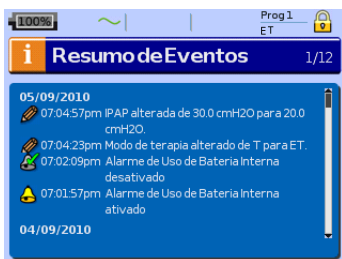 100%
Prog 1
ET
i Resumo de Eventos 1/12
05/09/2010
07:04:57pm IPAP alterada de 30.0 cmH2O para 20.0
cmH2O.
07:04:23pm Modo de terapia alterado de T para ET.
07:02:09pm Alarme de Uso de Bateria Interna
desativado
07:01:57pm Alarme de Uso de Bateria Interna
ativado
04/09/2010